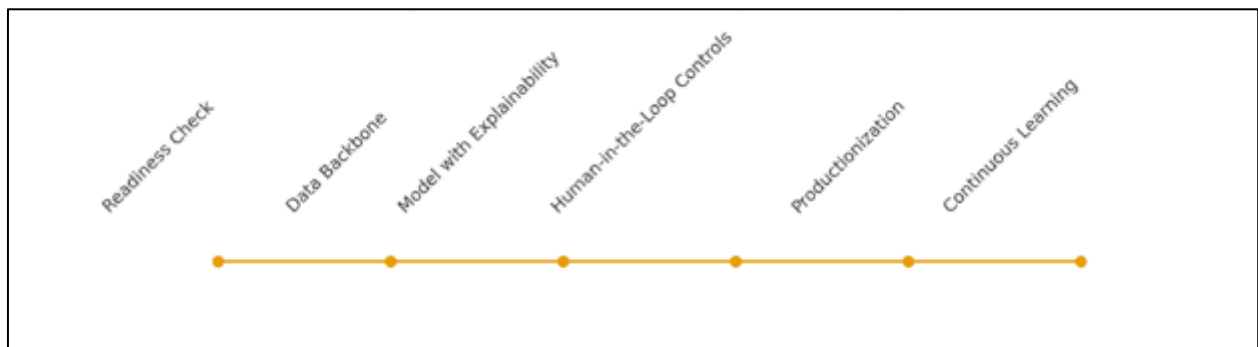 Readiness Check
Data Backbone
Model with Explainability
Human-in-the-Loop Controls
Productionization
Continuous Learning